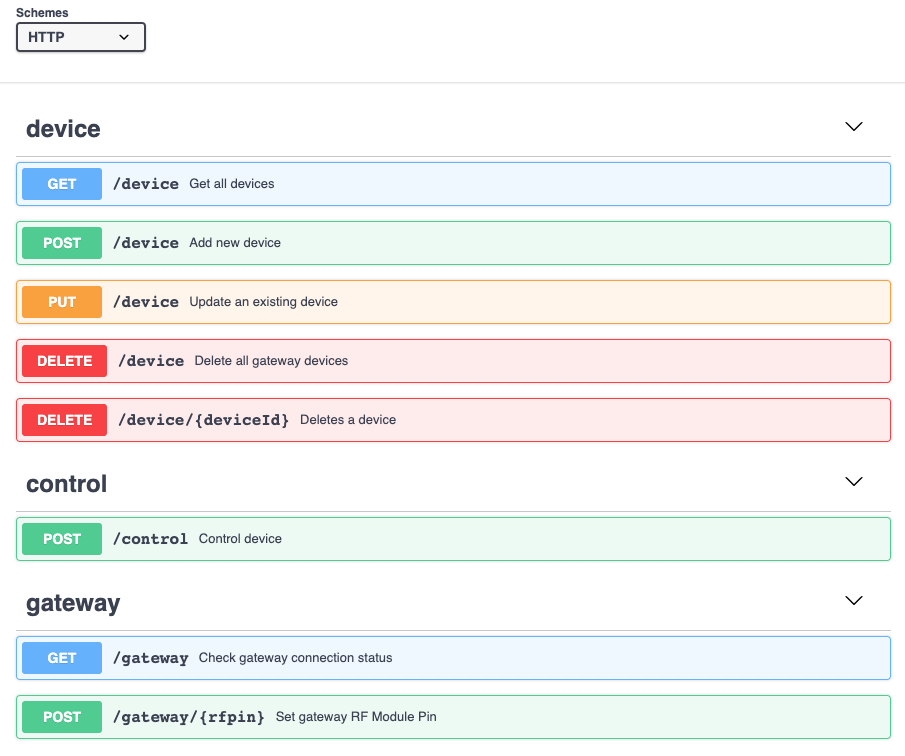 Schemes
HTTP
device
GET /device Get all devices
POST /device Add new device
PUT /device Update an existing device
DELETE /device Delete all gateway devices
DELETE /device/{deviceId} Deletes a device
control
POST /control Control device
gateway
GET /gateway Check gateway connection status
POST /gateway/{rfpin} Set gateway RF Module Pin